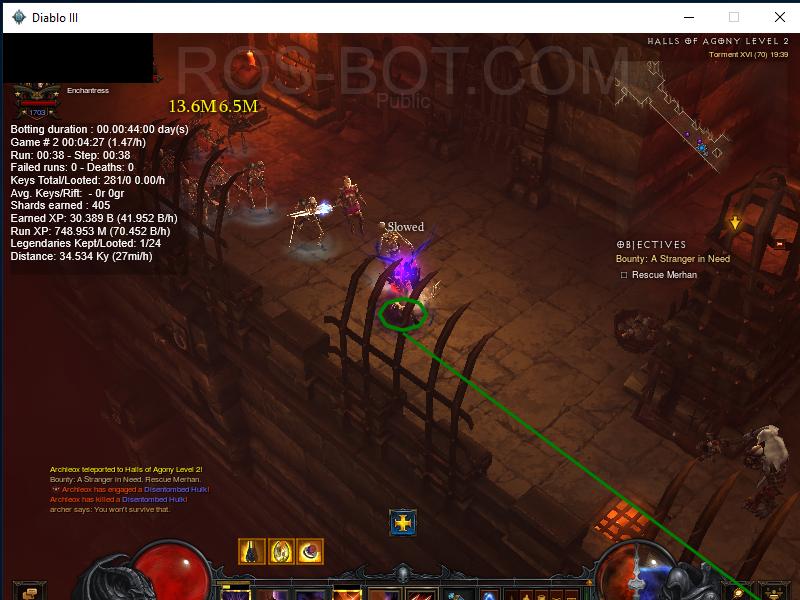 Diablo III
HALLS OF AGONY LEVEL 2
Torment XVI (70) 19:39
ROS-BOT.COM
Public
Enchantress
1703
13.6M 6.5M
Botting duration : 00.00:44:00 day(s)
Game # 2 00:04:27 (1.47/h)
Run: 00:38 - Step: 00:38
Failed runs: 0 - Deaths: 0
Keys Total/Looted: 281/0 0.00/h
Avg. Keys/Rift: - 0r 0gr
Shards earned : 405
Earned XP: 30.389 B (41.952 B/h)
Run XP: 748.953 M (70.452 B/h)
Legendaries Kept/Looted: 1/24
Distance: 34.534 Ky (27mi/h)
Slowed
OBJECTIVES
Bounty: A Stranger in Need
Rescue Merhan
Archleox teleported to Halls of Agony Level 2!
Bounty: A Stranger in Need. Rescue Merhan.
Archleox has engaged a Disentombed Hulk!
Archleox has killed a Disentombed Hulk!
archer says: You won't survive that.